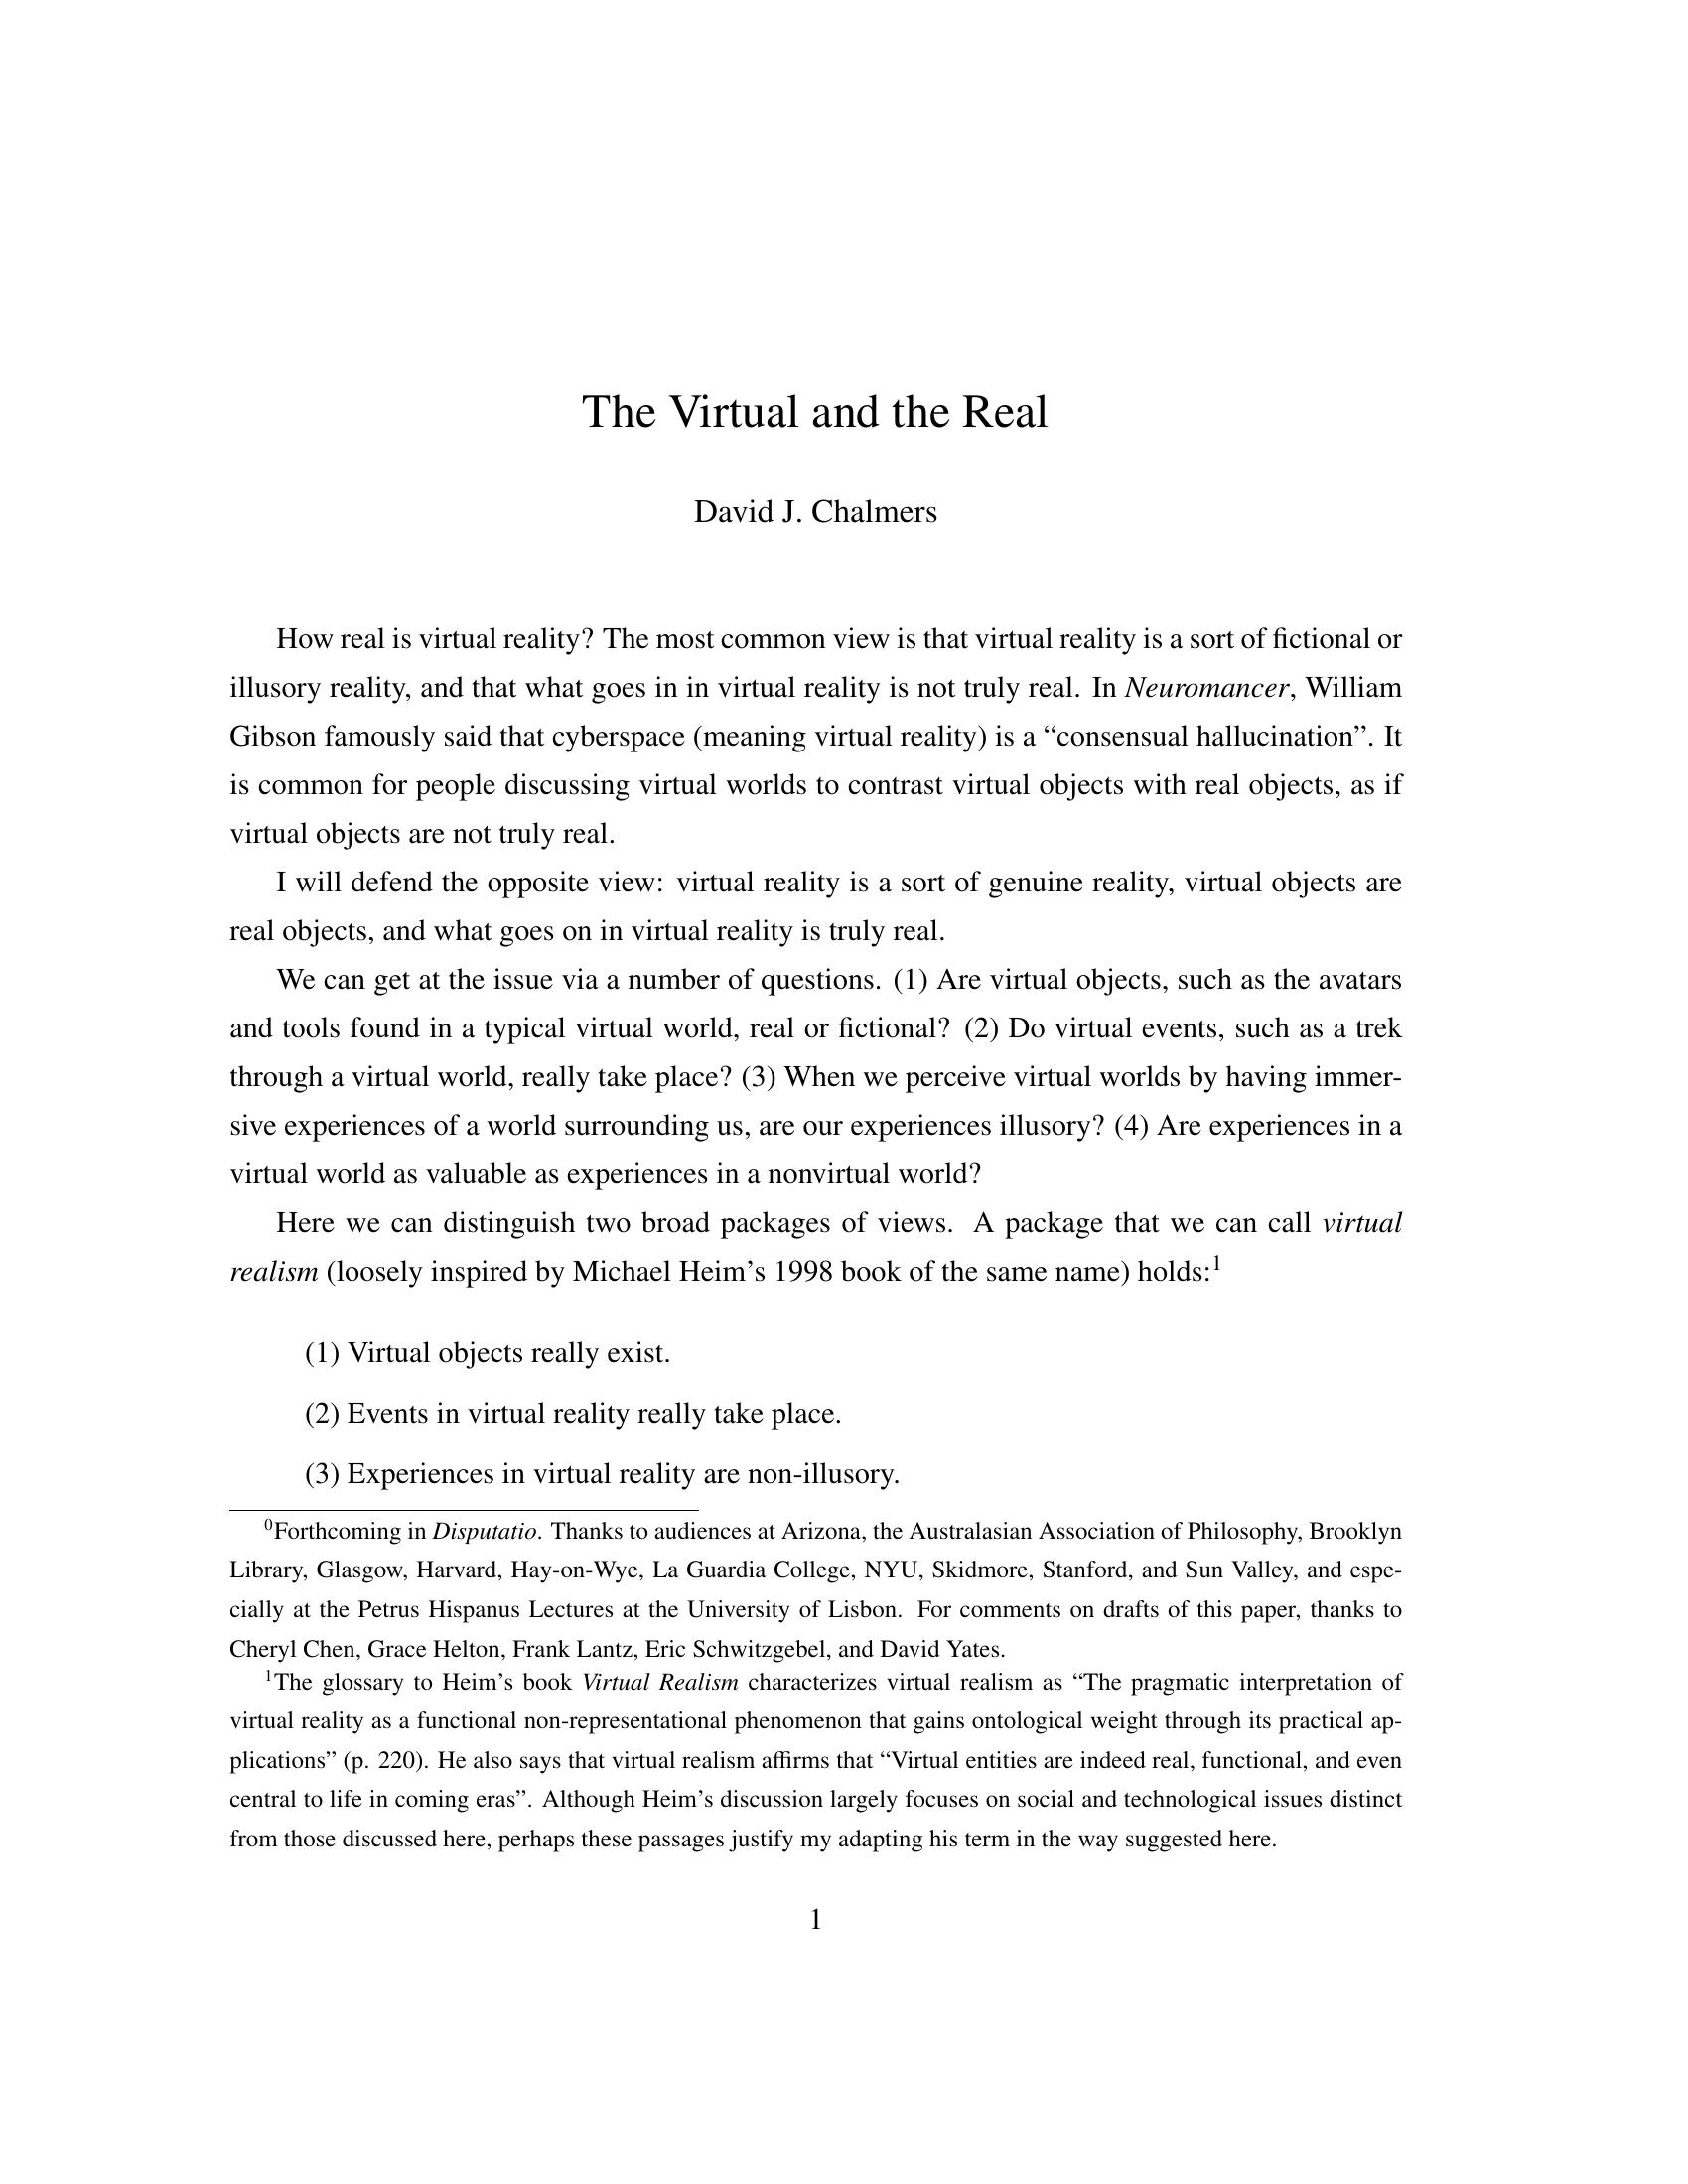 The Virtual and the Real
David J. Chalmers
How real is virtual reality? The most common view is that virtual reality is a sort of fictional or
illusory reality, and that what goes in in virtual reality is not truly real. In Neuromancer, William
Gibson famously said that cyberspace (meaning virtual reality) is a “consensual hallucination”. It
is common for people discussing virtual worlds to contrast virtual objects with real objects, as if
virtual objects are not truly real.
I will defend the opposite view: virtual reality is a sort of genuine reality, virtual objects are
real objects, and what goes on in virtual reality is truly real.
We can get at the issue via a number of questions. (1) Are virtual objects, such as the avatars
and tools found in a typical virtual world, real or fictional? (2) Do virtual events, such as a trek
through a virtual world, really take place? (3) When we perceive virtual worlds by having immer-
sive experiences of a world surrounding us, are our experiences illusory? (4) Are experiences in a
virtual world as valuable as experiences in a nonvirtual world?
Here we can distinguish two broad packages of views. A package that we can call virtual
realism (loosely inspired by Michael Heim’s 1998 book of the same name) holds:1
(1) Virtual objects really exist.
(2) Events in virtual reality really take place.
(3) Experiences in virtual reality are non-illusory.
0Forthcoming in Disputatio. Thanks to audiences at Arizona, the Australasian Association of Philosophy, Brooklyn
Library, Glasgow, Harvard, Hay-on-Wye, La Guardia College, NYU, Skidmore, Stanford, and Sun Valley, and espe-
cially at the Petrus Hispanus Lectures at the University of Lisbon. For comments on drafts of this paper, thanks to
Cheryl Chen, Grace Helton, Frank Lantz, Eric Schwitzgebel, and David Yates.
1The glossary to Heim’s book Virtual Realism characterizes virtual realism as “The pragmatic interpretation of
virtual reality as a functional non-representational phenomenon that gains ontological weight through its practical ap-
plications” (p. 220). He also says that virtual realism affirms that “Virtual entities are indeed real, functional, and even
central to life in coming eras”. Although Heim’s discussion largely focuses on social and technological issues distinct
from those discussed here, perhaps these passages justify my adapting his term in the way suggested here.
1